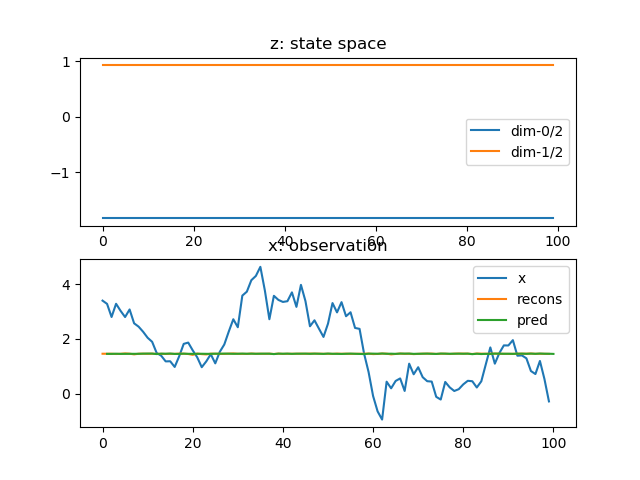 z: state space
1
0
−1
dim-0/2
dim-1/2
0 20 40 60 80 100
x: observation
4
2
0
x
recons
pred
0 20 40 60 80 100